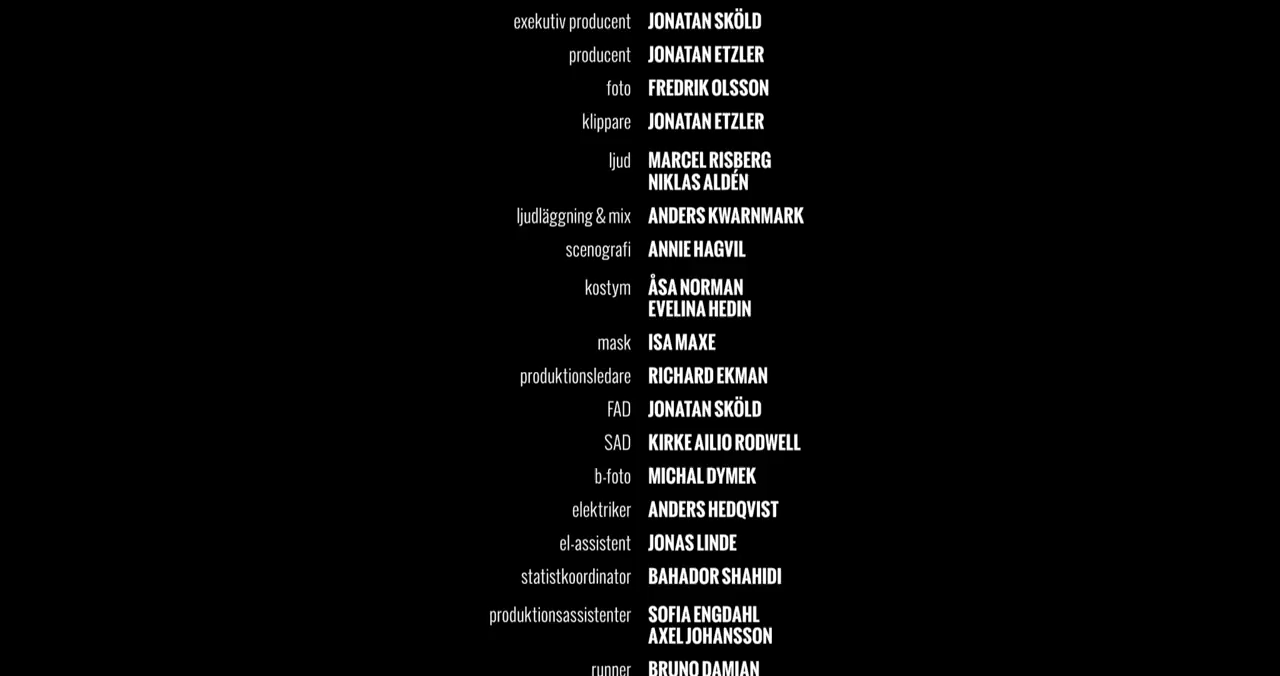 exekutiv producent JONATAN SKÖLD
producent JONATAN ETZLER
foto FREDRIK OLSSON
klippare JONATAN ETZLER
ljud MARCEL RISBERG
NIKLAS ALDÉN
ljudläggning & mix ANDERS KWARNMARK
scenografi ANNIE HAGVIL
kostym ÅSA NORMAN
EVELINA HEDIN
mask ISA MAXE
produktionsledare RICHARD EKMAN
FAD JONATAN SKÖLD
SAD KIRKE AILIO RODWELL
b-foto MICHAL DYMEK
elektriker ANDERS HEDQVIST
el-assistent JONAS LINDE
statistkoordinator BAHADOR SHAHIDI
produktionsassistenter SOFIA ENGDAHL
AXEL JOHANSSON
runner BRUNO DAMIAN